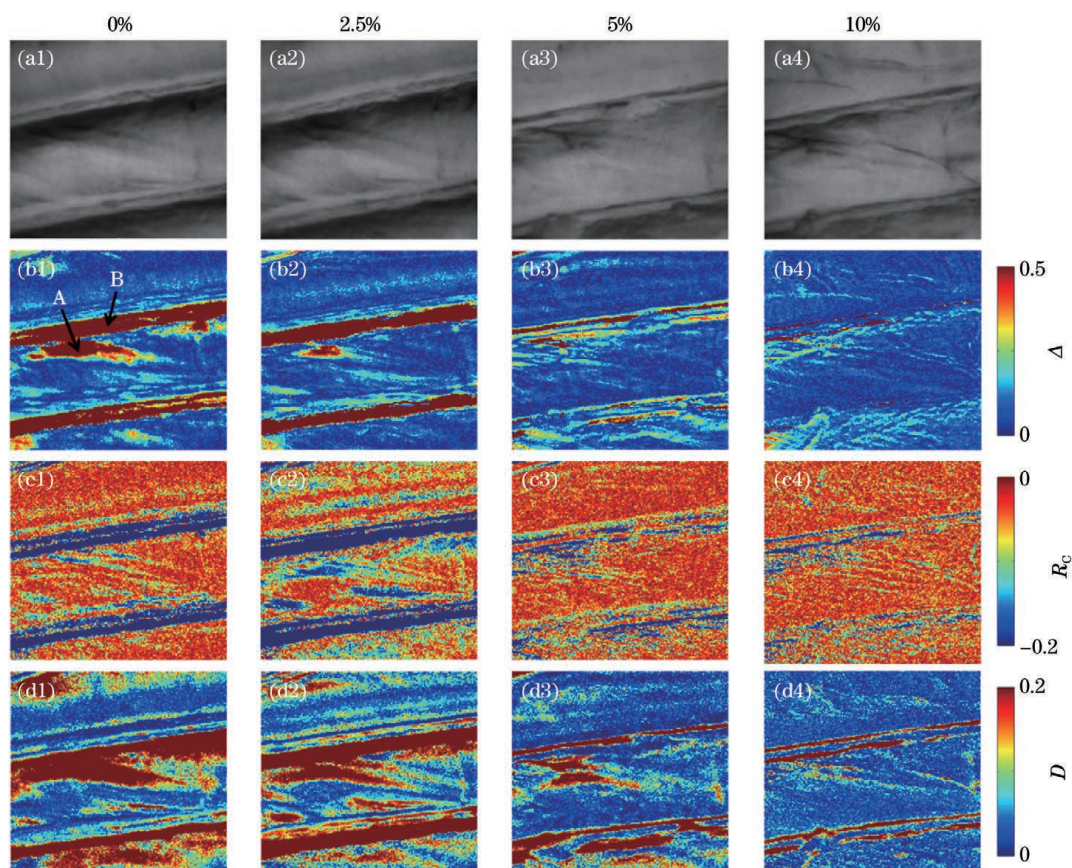 0% 2.5% 5% 10%
(a1) (a2) (a3) (a4)
(b1) (b2) (b3) (b4)
A B
0.5
Δ
0
(c1) (c2) (c3) (c4)
0
Rc
−0.2
(d1) (d2) (d3) (d4)
0.2
D
0